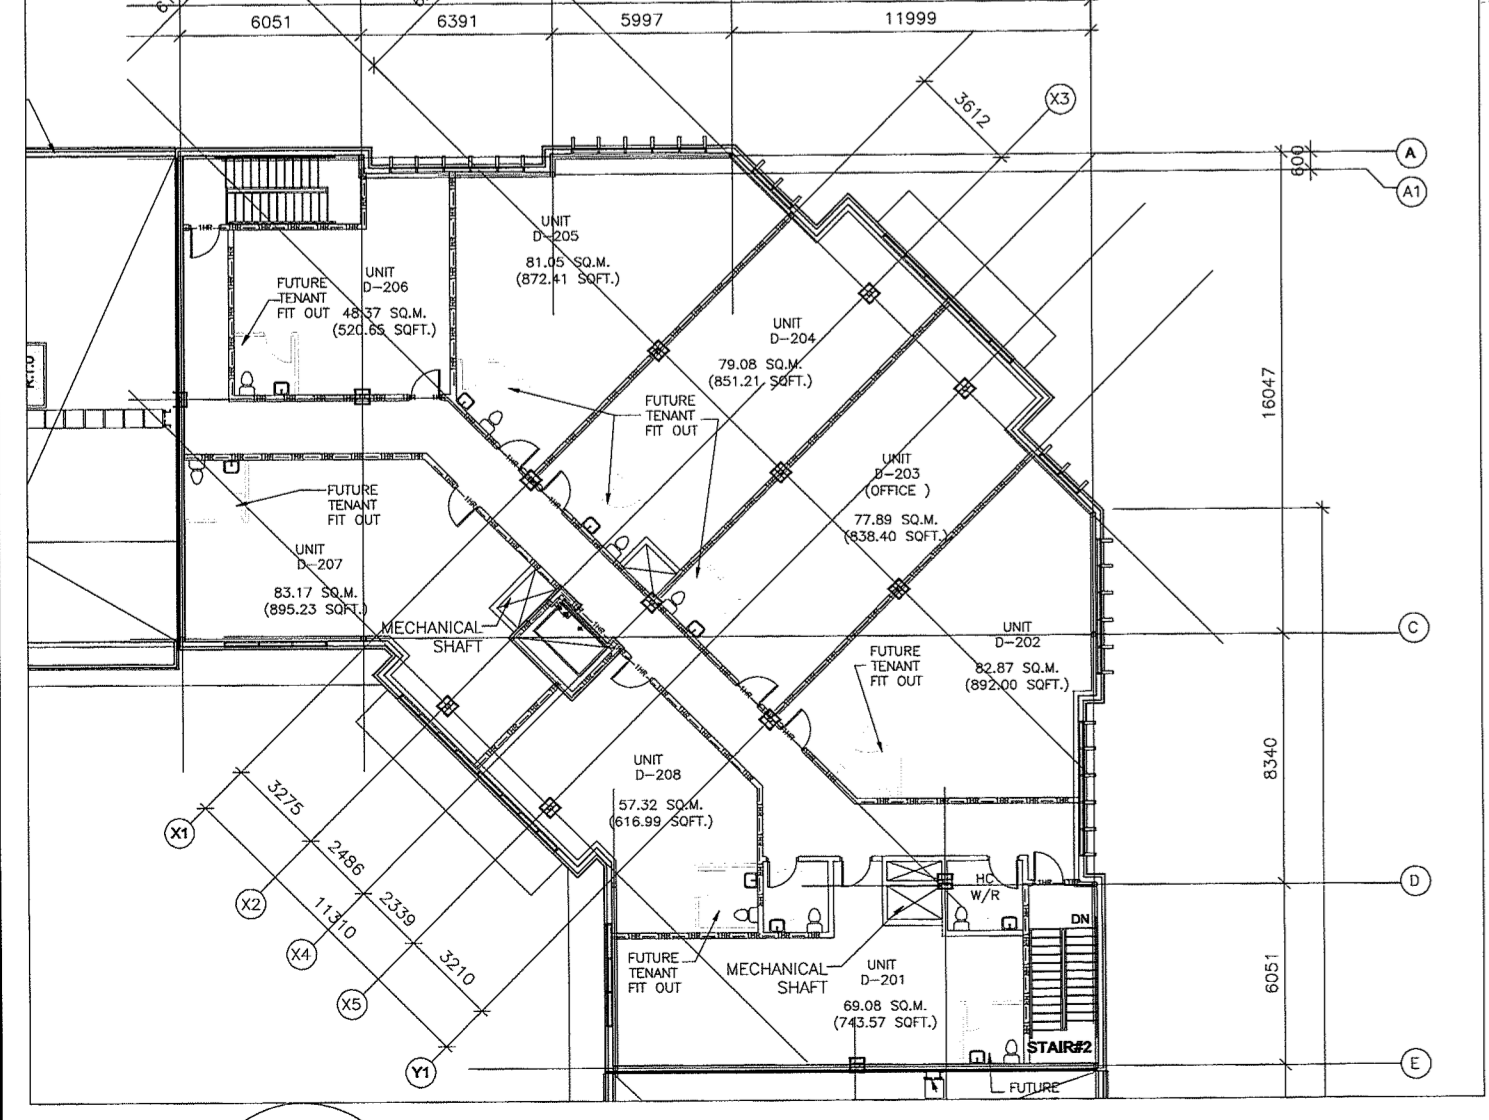 6051
6391
5997
11999
3612
X3
A
600
A1
UNIT
D-205
81.05 SQ.M.
(872.41 SQFT.)
1HR
UNIT
D-206
48.37 SQ.M.
(520.65 SQFT.)
FUTURE
TENANT
FIT OUT
UNIT
D-204
79.08 SQ.M.
(851.21 SQFT.)
R.T.U
FUTURE
TENANT
FIT OUT
16047
UNIT
D-203
(OFFICE )
77.89 SQ.M.
(838.40 SQFT.)
FUTURE
TENANT
FIT OUT
UNIT
D-207
83.17 SQ.M.
(895.23 SQFT.)
MECHANICAL
SHAFT
C
UNIT
D-202
82.87 SQ.M.
(892.00 SQFT.)
FUTURE
TENANT
FIT OUT
8340
UNIT
D-208
57.32 SQ.M.
(616.99 SQFT.)
3275
X1
2486
X2
2339
11310
X4
3210
X5
Y1
HC
W/R
D
1HR
DN
FUTURE
TENANT
FIT OUT
MECHANICAL
SHAFT
UNIT
D-201
69.08 SQ.M.
(743.57 SQFT.)
6051
STAIR#2
E
FUTURE